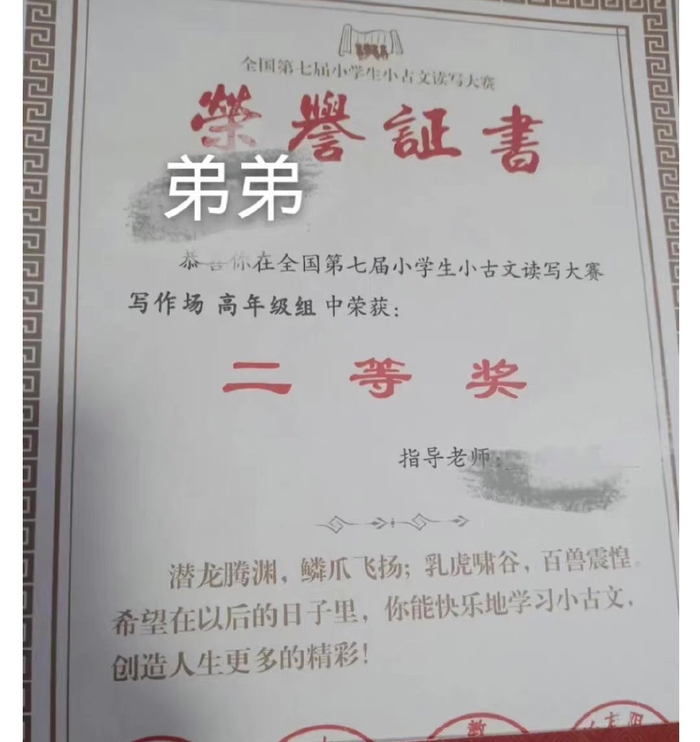 全国第七届小学生小古文读写大赛
榮譽証書
弟弟
恭喜你在全国第七届小学生小古文读写大赛
写作场 高年级组 中荣获：
二等奖
指导老师：
潜龙腾渊，鳞爪飞扬；乳虎啸谷，百兽震惶。
希望在以后的日子里，你能快乐地学习小古文，
创造人生更多的精彩！